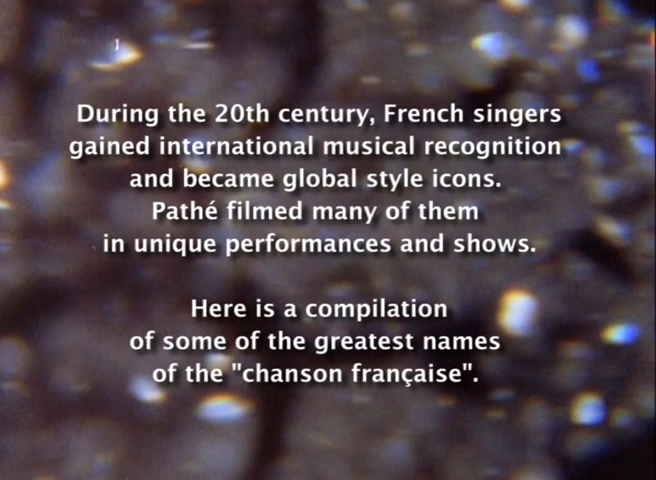 During the 20th century, French singers
gained international musical recognition
and became global style icons.
Pathé filmed many of them
in unique performances and shows.
Here is a compilation
of some of the greatest names
of the "chanson française".